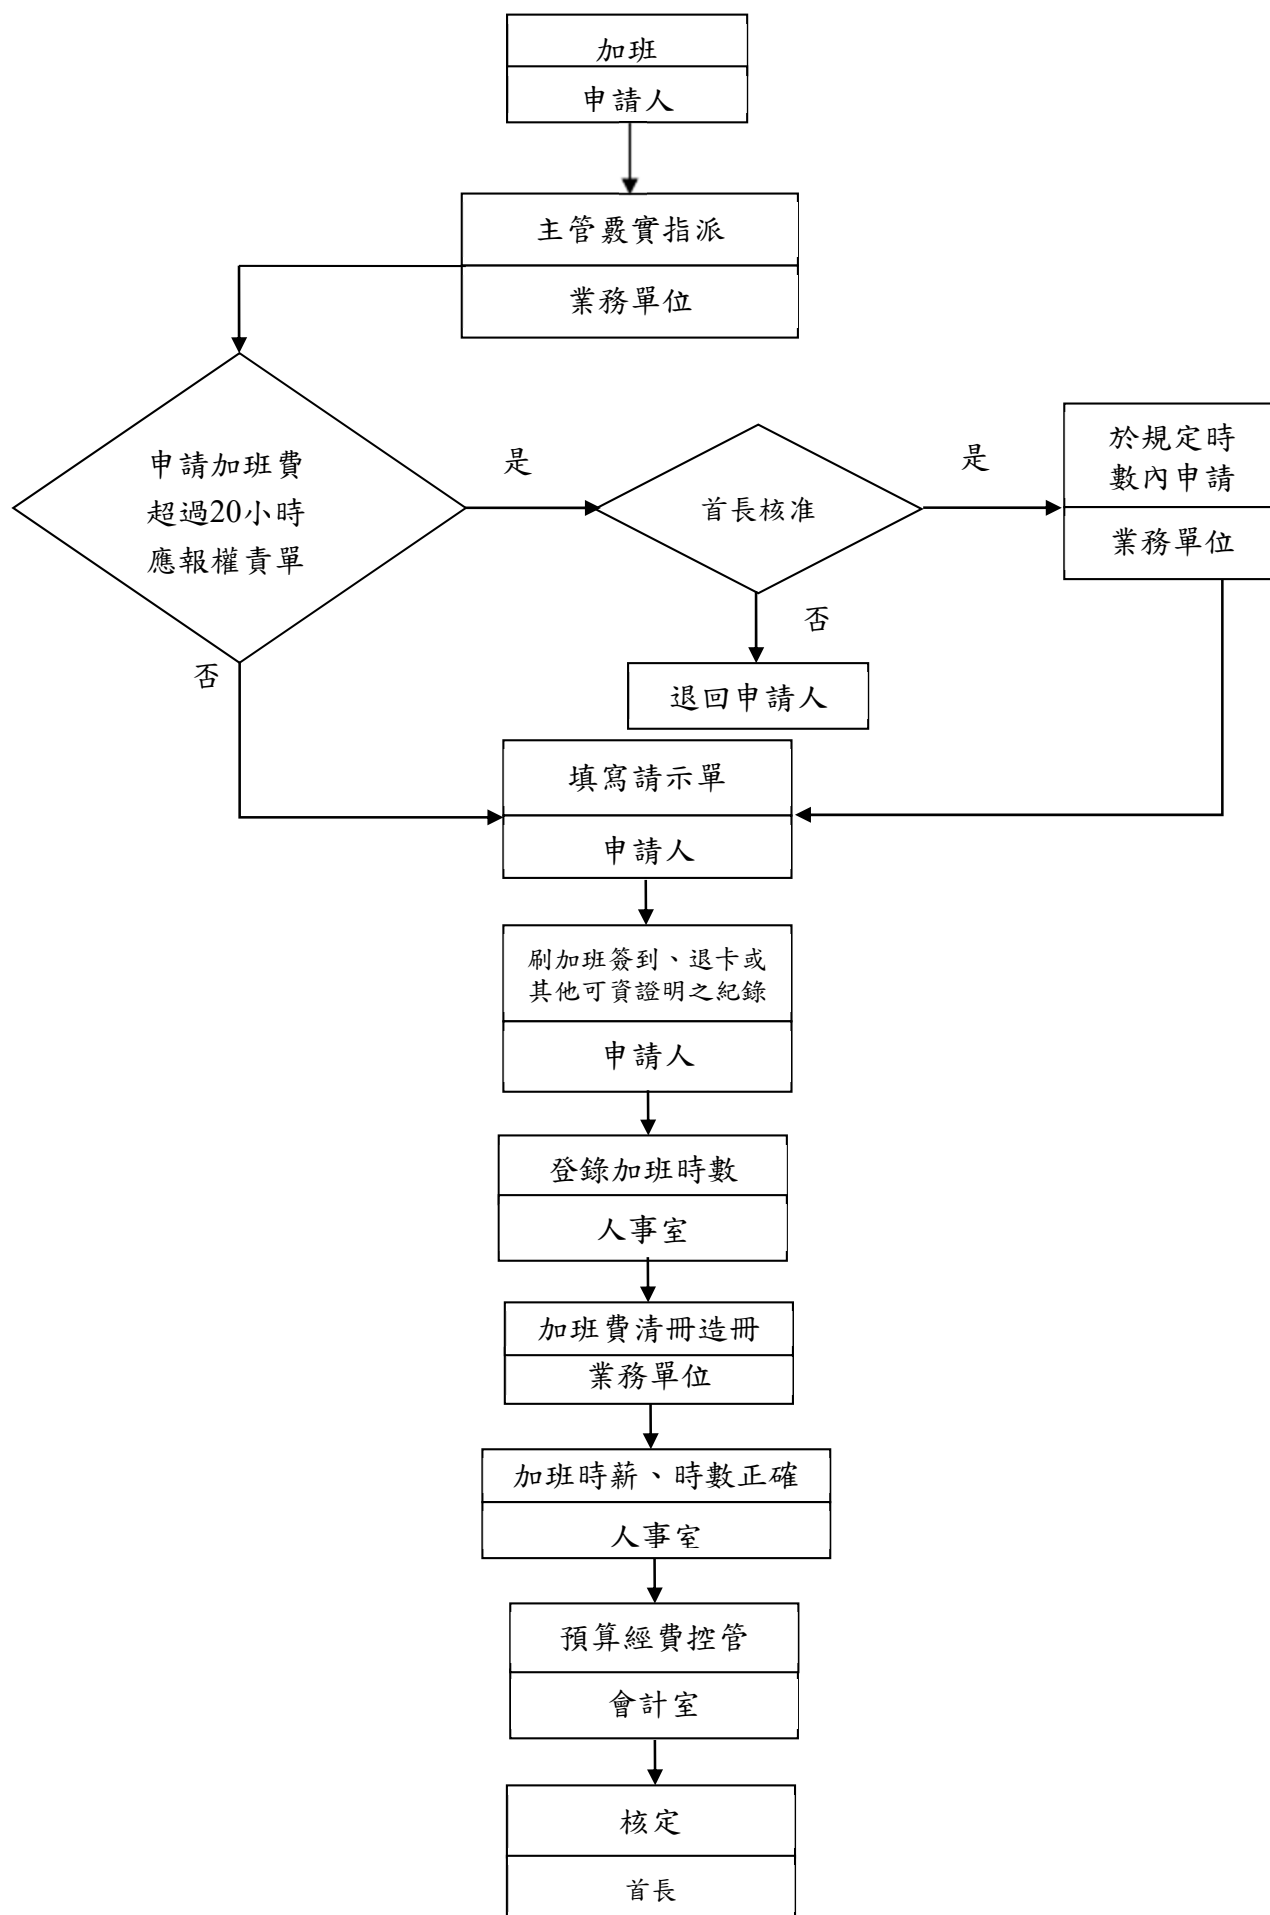 加班
申請人
主管覈實指派
業務單位
申請加班費
超過20小時
應報權責單
是
首長核准
是
於規定時
數內申請
業務單位
否
否
退回申請人
填寫請示單
申請人
刷加班簽到、退卡或
其他可資證明之紀錄
申請人
登錄加班時數
人事室
加班費清冊造冊
業務單位
加班時薪、時數正確
人事室
預算經費控管
會計室
核定
首長